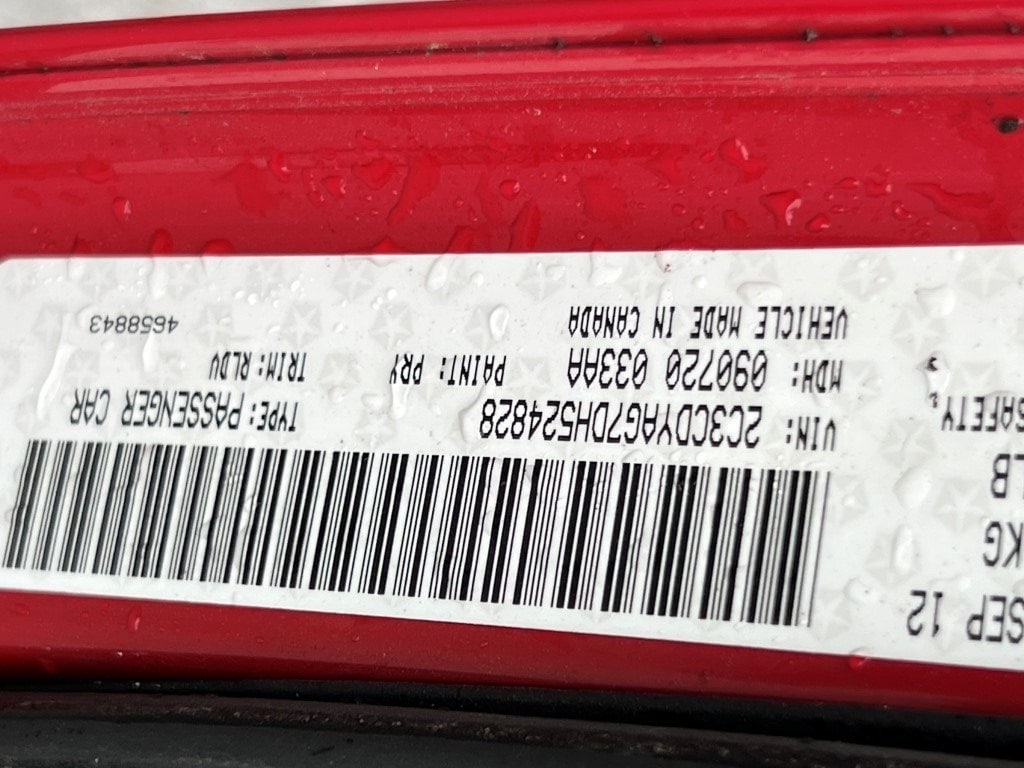 SEP 12
KG
LB
SAFETY,
VIN: 2C3CDYAG7DH524828
TYPE: PASSENGER CAR
MDH: 090720 033AA
PAINT: PRY
TRIM: RLDV
VEHICLE MADE IN CANADA
4658843